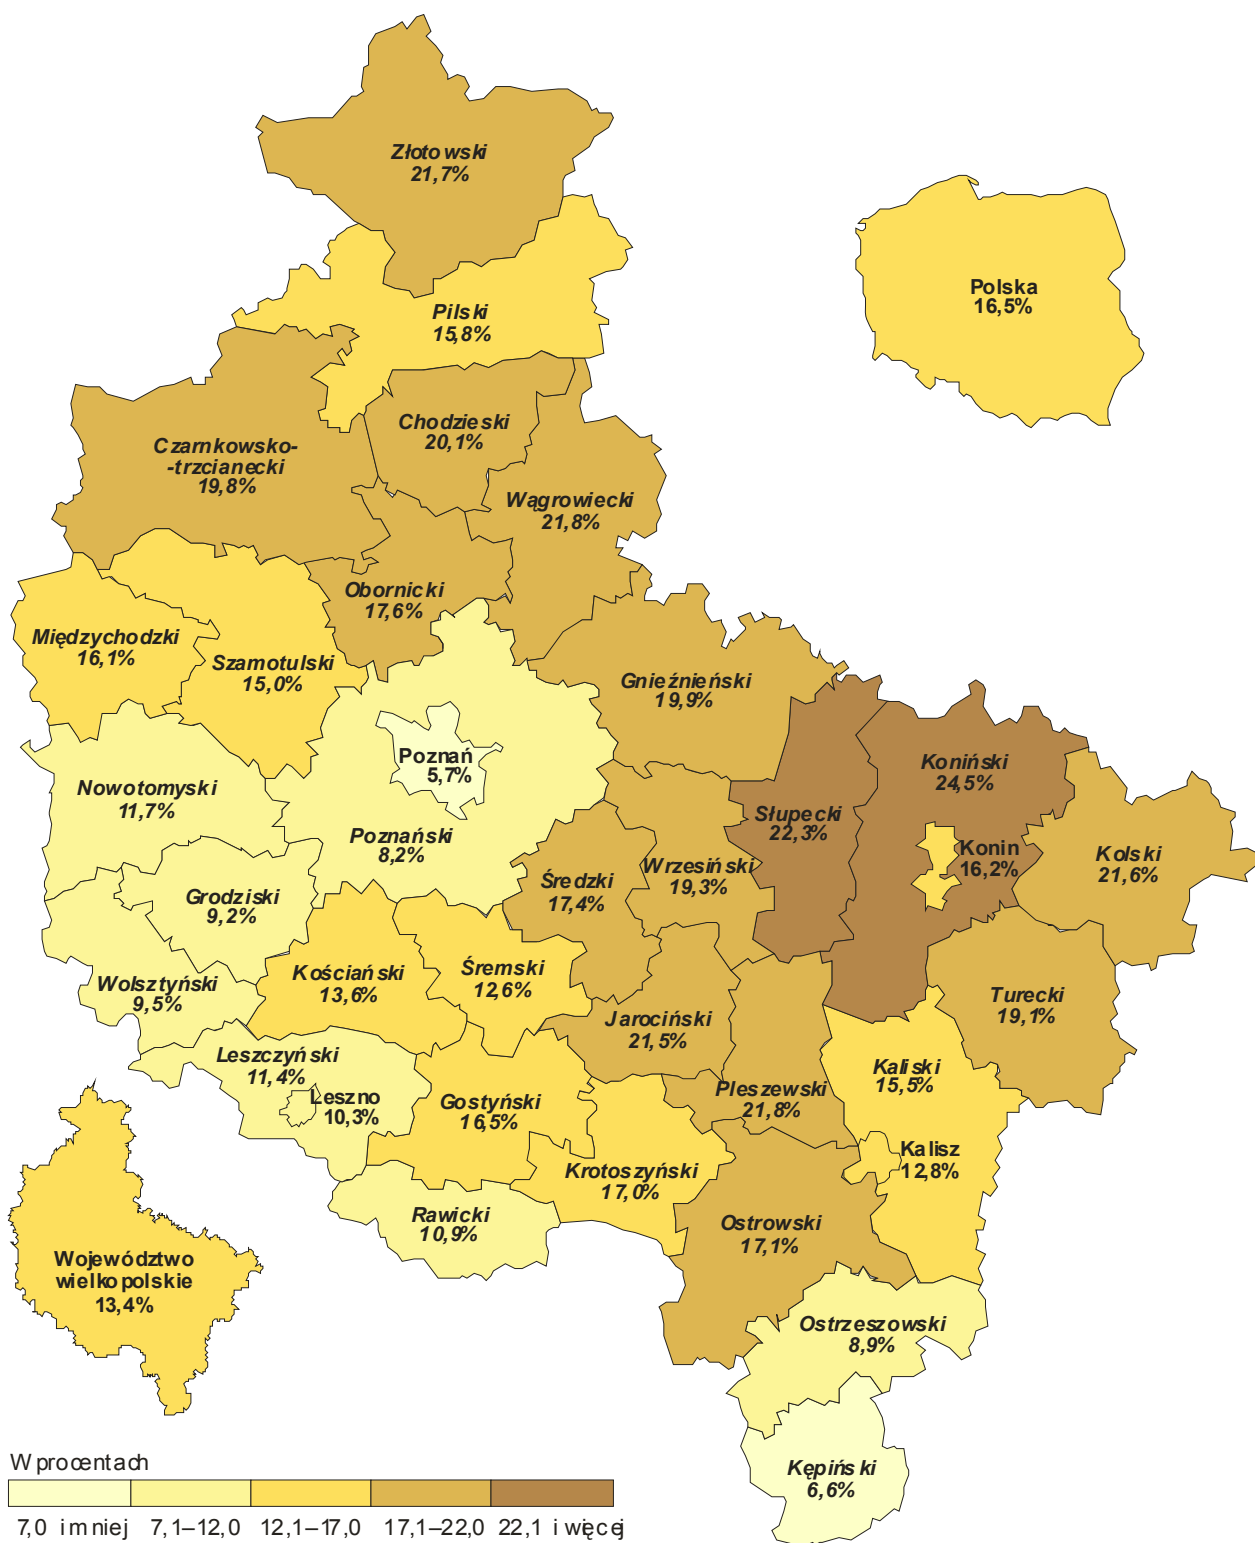 Złotowski
21,7%
Polska
16,5%
Pilski
15,8%
Chodzieski
20,1%
Czarnkowsko-
-trzcianecki
19,8%
Wągrowiecki
21,8%
Obornicki
17,6%
Międzychodzki
16,1%
Szamotulski
15,0%
Gnieźnieński
19,9%
Poznań
5,7%
Koniński
24,5%
Nowotomyski
11,7%
Słupecki
22,3%
Poznański
8,2%
Konin
16,2%
Kolski
21,6%
Wrzesiński
19,3%
Średzki
17,4%
Grodziski
9,2%
Wolsztyński
9,5%
Kościański
13,6%
Śremski
12,6%
Turecki
19,1%
Jarociński
21,5%
Leszczyński
11,4%
Kaliski
15,5%
Leszno
10,3%
Gostyński
16,5%
Pleszewski
21,8%
Kalisz
12,8%
Krotoszyński
17,0%
Rawicki
10,9%
Ostrowski
17,1%
Województwo
wielkopolskie
13,4%
Ostrzeszowski
8,9%
Kępiński
6,6%
W procentach
7,0 i mniej 7,1–12,0 12,1–17,0 17,1–22,0 22,1 i więcej